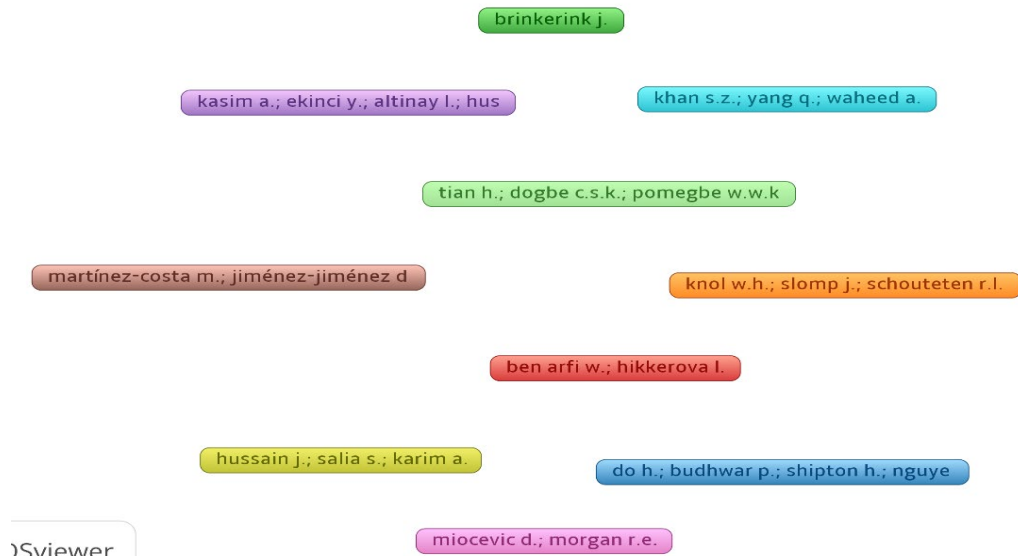 brinkerink j.
kasim a.; ekinci y.; altinay l.; hus
khan s.z.; yang q.; waheed a.
tian h.; dogbe c.s.k.; pomegbe w.w.k
martínez-costa m.; jiménez-jiménez d
knol w.h.; slomp j.; schouteten r.l.
ben arfi w.; hikkerova l.
hussain j.; salia s.; karim a.
do h.; budhwar p.; shipton h.; nguye
miocevic d.; morgan r.e.
OSviewer